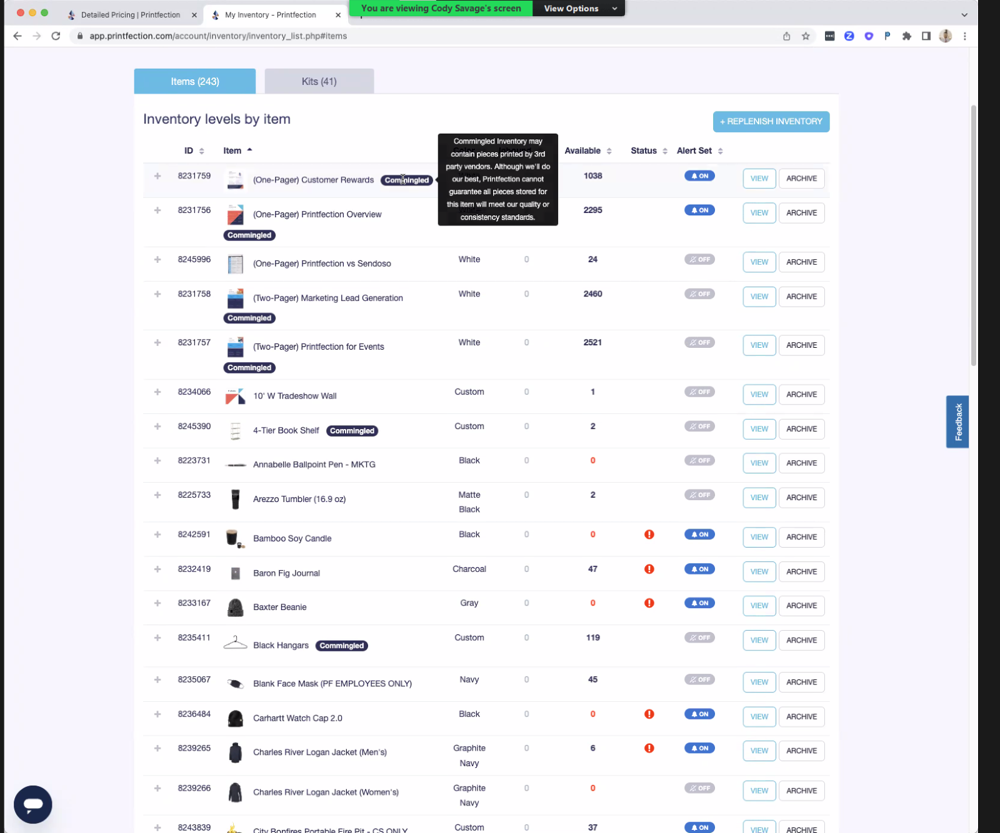 You are viewing Cody Savage's screen
View Options
Detailed Pricing | Printfection
My Inventory - Printfection
app.printfection.com/account/inventory/inventory_list.php#items
Items (243)
Kits (41)
Inventory levels by item
+ REPLENISH INVENTORY
ID Item Available Status Alert Set
Commingled Inventory may
contain pieces printed by 3rd
party vendors. Although we'll do
our best, Printfection cannot
guarantee all pieces stored for
this item will meet our quality or
consistency standards.
8231759 (One-Pager) Customer Rewards Commingled 1038 ON VIEW ARCHIVE
8231756 (One-Pager) Printfection Overview 2295 ON VIEW ARCHIVE
Commingled
8245996 (One-Pager) Printfection vs Sendoso White 0 24 OFF VIEW ARCHIVE
8231758 (Two-Pager) Marketing Lead Generation White 0 2460 OFF VIEW ARCHIVE
Commingled
8231757 (Two-Pager) Printfection for Events White 0 2521 OFF VIEW ARCHIVE
Commingled
8234066 10' W Tradeshow Wall Custom 0 1 OFF VIEW ARCHIVE
8245390 4-Tier Book Shelf Commingled Custom 0 2 OFF VIEW ARCHIVE
8223731 Annabelle Ballpoint Pen - MKTG Black 0 0 OFF VIEW ARCHIVE
8225733 Arezzo Tumbler (16.9 oz) Matte 0 2 OFF VIEW ARCHIVE
Black
8242591 Bamboo Soy Candle Black 0 0 ! ON VIEW ARCHIVE
8232419 Baron Fig Journal Charcoal 0 47 ! ON VIEW ARCHIVE
8233167 Baxter Beanie Gray 0 0 ! ON VIEW ARCHIVE
8235411 Black Hangars Commingled Custom 0 119 OFF VIEW ARCHIVE
8235067 Blank Face Mask (PF EMPLOYEES ONLY) Navy 0 45 OFF VIEW ARCHIVE
8236484 Carhartt Watch Cap 2.0 Black 0 0 ! ON VIEW ARCHIVE
8239265 Charles River Logan Jacket (Men's) Graphite 0 6 ! ON VIEW ARCHIVE
Navy
8239266 Charles River Logan Jacket (Women's) Graphite 0 0 OFF VIEW ARCHIVE
Navy
8243839 City Bonfires Portable Fire Pit - CS ONLY Custom 0 37 ON VIEW ARCHIVE
Feedback